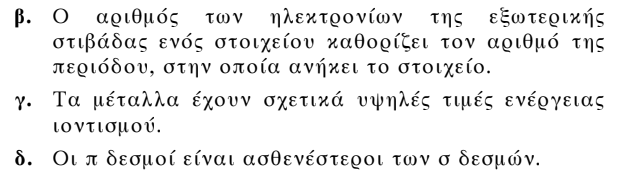 β. Ο αριθμός των ηλεκτρονίων της εξωτερικής
στιβάδας ενός στοιχείου καθορίζει τον αριθμό της
περιόδου, στην οποία ανήκει το στοιχείο.
γ. Τα μέταλλα έχουν σχετικά υψηλές τιμές ενέργειας
ιοντισμού.
δ. Οι π δεσμοί είναι ασθενέστεροι των σ δεσμών.